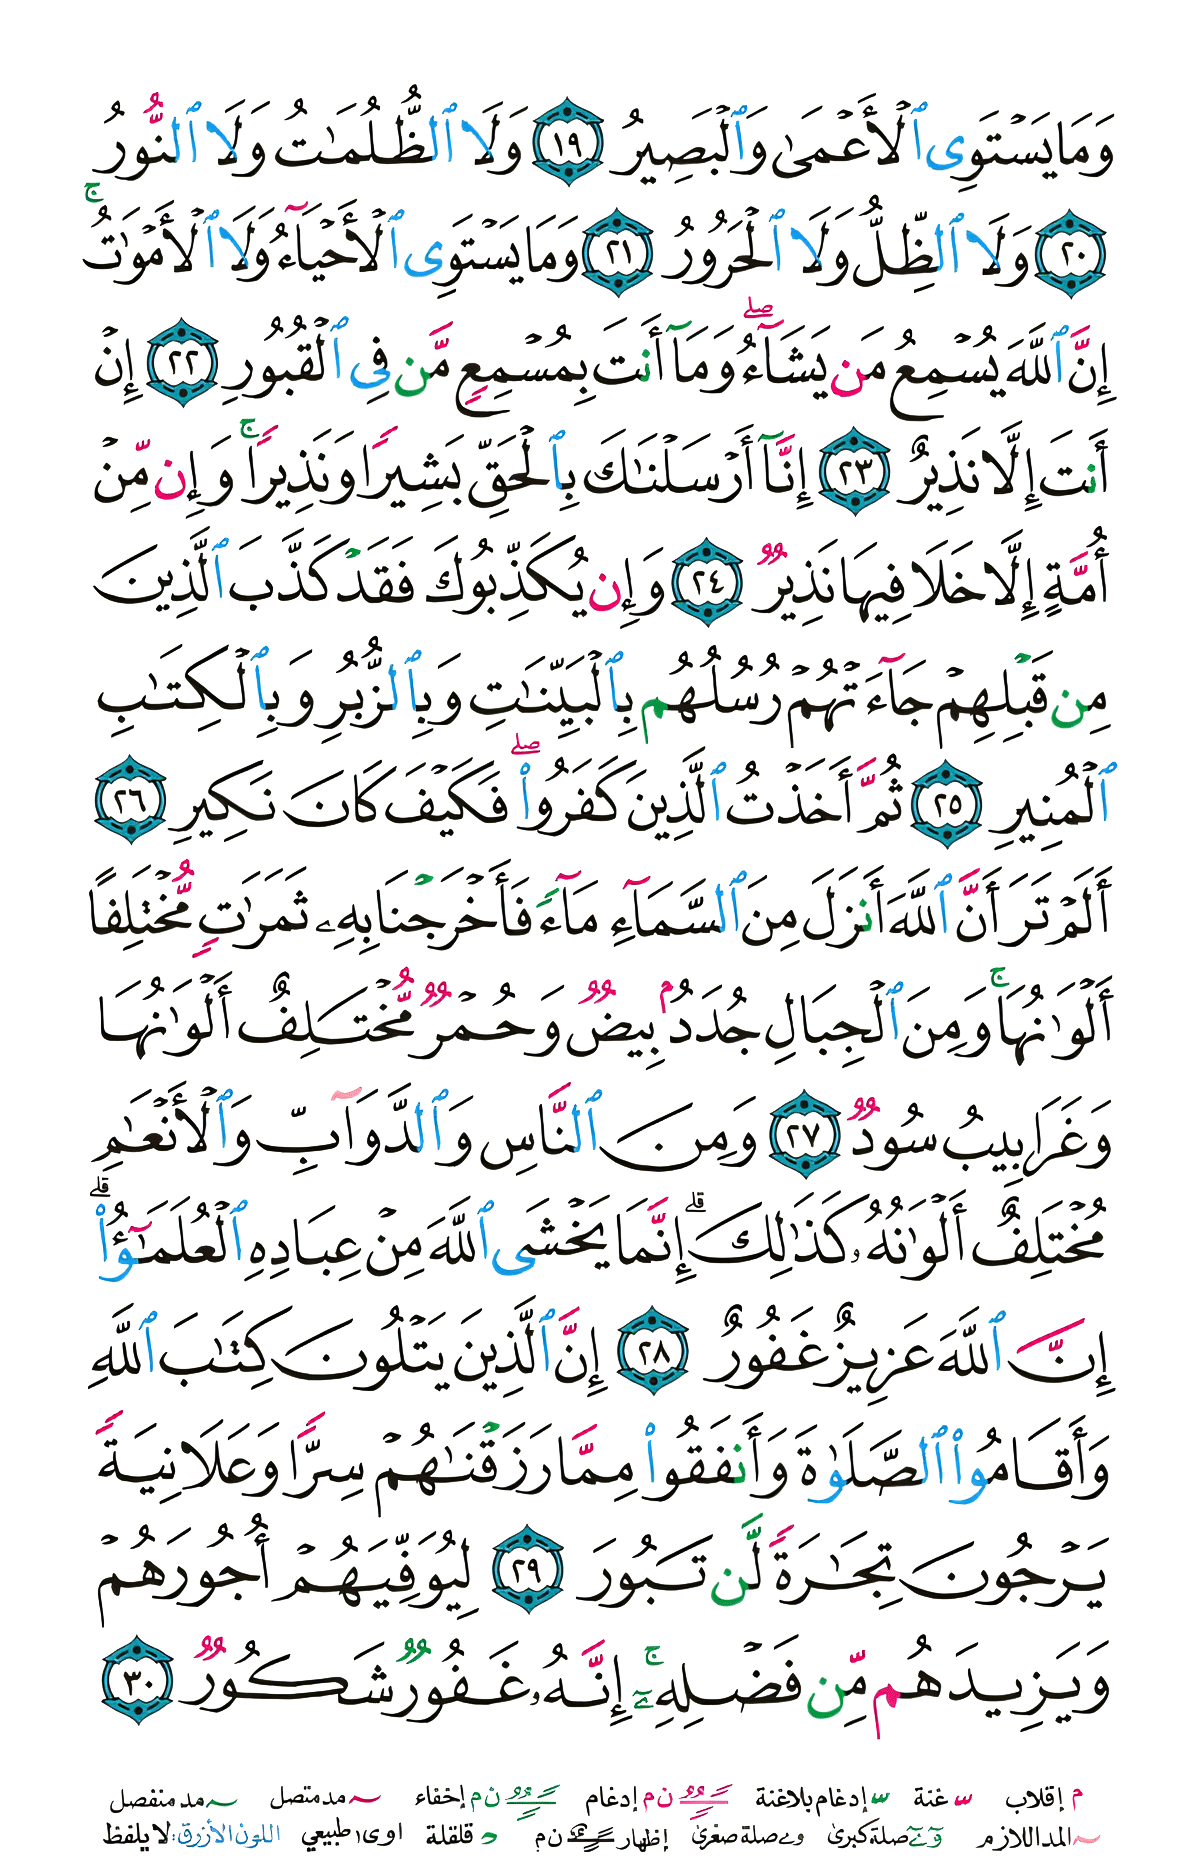 وَمَا يَسْتَوِى ٱلْأَعْمَىٰ وَٱلْبَصِيرُ ١٩ وَلَا ٱلظُّلُمَٰتُ وَلَا ٱلنُّورُ
٢٠ وَلَا ٱلظِّلُّ وَلَا ٱلْحَرُورُ ٢١ وَمَا يَسْتَوِى ٱلْأَحْيَآءُ وَلَا ٱلْأَمْوَٰتُ ۚ
إِنَّ ٱللَّهَ يُسْمِعُ مَن يَشَآءُ ۖ وَمَآ أَنتَ بِمُسْمِعٍ مَّن فِى ٱلْقُبُورِ ٢٢ إِنْ
أَنتَ إِلَّا نَذِيرٌ ٢٣ إِنَّآ أَرْسَلْنَٰكَ بِٱلْحَقِّ بَشِيرًا وَنَذِيرًا ۚ وَإِن مِّنْ
أُمَّةٍ إِلَّا خَلَا فِيهَا نَذِيرٌ ٢٤ وَإِن يُكَذِّبُوكَ فَقَدْ كَذَّبَ ٱلَّذِينَ
مِن قَبْلِهِمْ جَآءَتْهُمْ رُسُلُهُم بِٱلْبَيِّنَٰتِ وَبِٱلزُّبُرِ وَبِٱلْكِتَٰبِ
ٱلْمُنِيرِ ٢٥ ثُمَّ أَخَذْتُ ٱلَّذِينَ كَفَرُوا۟ ۖ فَكَيْفَ كَانَ نَكِيرِ ٢٦
أَلَمْ تَرَ أَنَّ ٱللَّهَ أَنزَلَ مِنَ ٱلسَّمَآءِ مَآءً فَأَخْرَجْنَا بِهِۦ ثَمَرَٰتٍ مُّخْتَلِفًا
أَلْوَٰنُهَا ۚ وَمِنَ ٱلْجِبَالِ جُدَدٌۢ بِيضٌ وَحُمْرٌ مُّخْتَلِفٌ أَلْوَٰنُهَا
وَغَرَابِيبُ سُودٌ ٢٧ وَمِنَ ٱلنَّاسِ وَٱلدَّوَآبِّ وَٱلْأَنْعَٰمِ
مُخْتَلِفٌ أَلْوَٰنُهُۥ كَذَٰلِكَ ۗ إِنَّمَا يَخْشَى ٱللَّهَ مِنْ عِبَادِهِ ٱلْعُلَمَٰٓؤُا۟ ۗ
إِنَّ ٱللَّهَ عَزِيزٌ غَفُورٌ ٢٨ إِنَّ ٱلَّذِينَ يَتْلُونَ كِتَٰبَ ٱللَّهِ
وَأَقَامُوا۟ ٱلصَّلَوٰةَ وَأَنفَقُوا۟ مِمَّا رَزَقْنَٰهُمْ سِرًّا وَعَلَانِيَةً
يَرْجُونَ تِجَٰرَةً لَّن تَبُورَ ٢٩ لِيُوَفِّيَهُمْ أُجُورَهُمْ
وَيَزِيدَهُم مِّن فَضْلِهِۦٓ ۚ إِنَّهُۥ غَفُورٌ شَكُورٌ ٣٠
م إقلاب غنة إدغام بلاغنة ن م إدغام ن م إخفاء مد متصل مد منفصل
المد اللازم صلة كبرى وے صلة صغرى إظهار ن م قلقلة اوى طبيعي اللون الأزرق: لا يلفظ